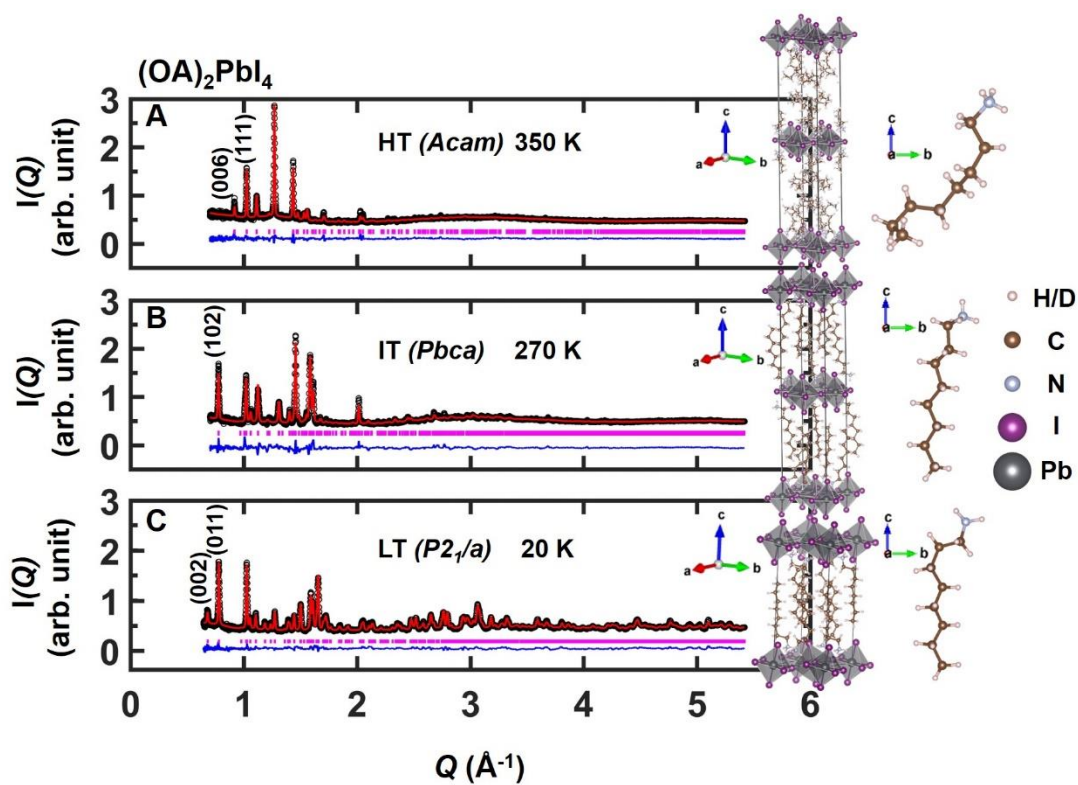 (OA)₂PbI₄
A
HT (Acam) 350 K
(006)
(111)
I(Q)
(arb. unit)
3
2
1
0
c
a
b
c
a
b
B
IT (Pbca) 270 K
(102)
I(Q)
(arb. unit)
3
2
1
0
c
a
b
c
a
b
H/D
C
N
I
Pb
C
LT (P2₁/a) 20 K
(002)
(011)
I(Q)
(arb. unit)
3
2
1
0
c
a
b
c
a
b
0 1 2 3 4 5 6
Q (Å⁻¹)